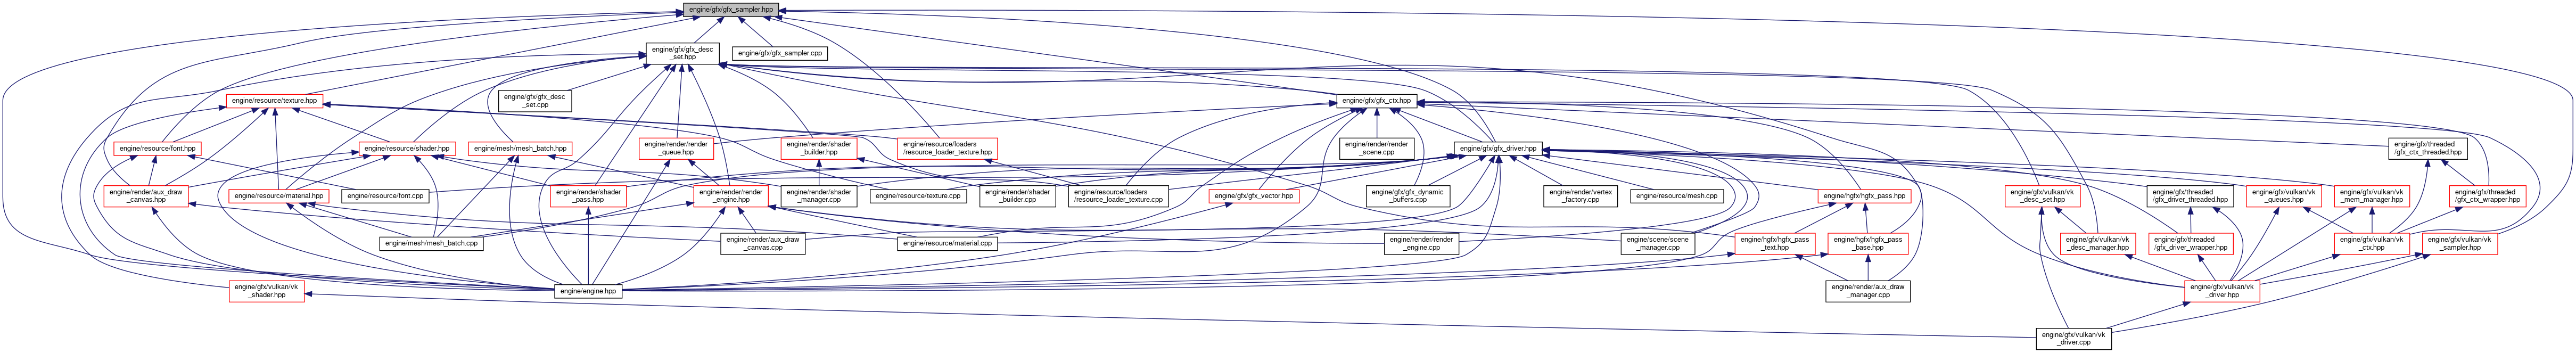 engine/gfx/gfx_sampler.hpp
engine/gfx/gfx_desc
_set.hpp
engine/gfx/gfx_sampler.cpp
engine/gfx/gfx_desc
_set.cpp
engine/resource/texture.hpp
engine/gfx/gfx_ctx.hpp
engine/resource/font.hpp
engine/resource/shader.hpp
engine/mesh/mesh_batch.hpp
engine/render/render
_queue.hpp
engine/render/shader
_builder.hpp
engine/resource/loaders
/resource_loader_texture.hpp
engine/render/render
_scene.cpp
engine/gfx/gfx_driver.hpp
engine/gfx/threaded
/gfx_ctx_threaded.hpp
engine/render/aux_draw
_canvas.hpp
engine/resource/material.hpp
engine/resource/font.cpp
engine/render/shader
_pass.hpp
engine/render/render
_engine.hpp
engine/render/shader
_manager.cpp
engine/resource/texture.cpp
engine/render/shader
_builder.cpp
engine/resource/loaders
/resource_loader_texture.cpp
engine/gfx/gfx_vector.hpp
engine/gfx/gfx_dynamic
_buffers.cpp
engine/render/vertex
_factory.cpp
engine/resource/mesh.cpp
engine/hgfx/hgfx_pass.hpp
engine/gfx/vulkan/vk
_desc_set.hpp
engine/gfx/threaded
/gfx_driver_threaded.hpp
engine/gfx/vulkan/vk
_queues.hpp
engine/gfx/vulkan/vk
_mem_manager.hpp
engine/gfx/threaded
/gfx_ctx_wrapper.hpp
engine/mesh/mesh_batch.cpp
engine/render/aux_draw
_canvas.cpp
engine/resource/material.cpp
engine/render/render
_engine.cpp
engine/scene/scene
_manager.cpp
engine/hgfx/hgfx_pass
_text.hpp
engine/hgfx/hgfx_pass
_base.hpp
engine/gfx/vulkan/vk
_desc_manager.hpp
engine/gfx/threaded
/gfx_driver_wrapper.hpp
engine/gfx/vulkan/vk
_ctx.hpp
engine/gfx/vulkan/vk
_sampler.hpp
engine/gfx/vulkan/vk
_shader.hpp
engine/engine.hpp
engine/render/aux_draw
_manager.cpp
engine/gfx/vulkan/vk
_driver.hpp
engine/gfx/vulkan/vk
_driver.cpp